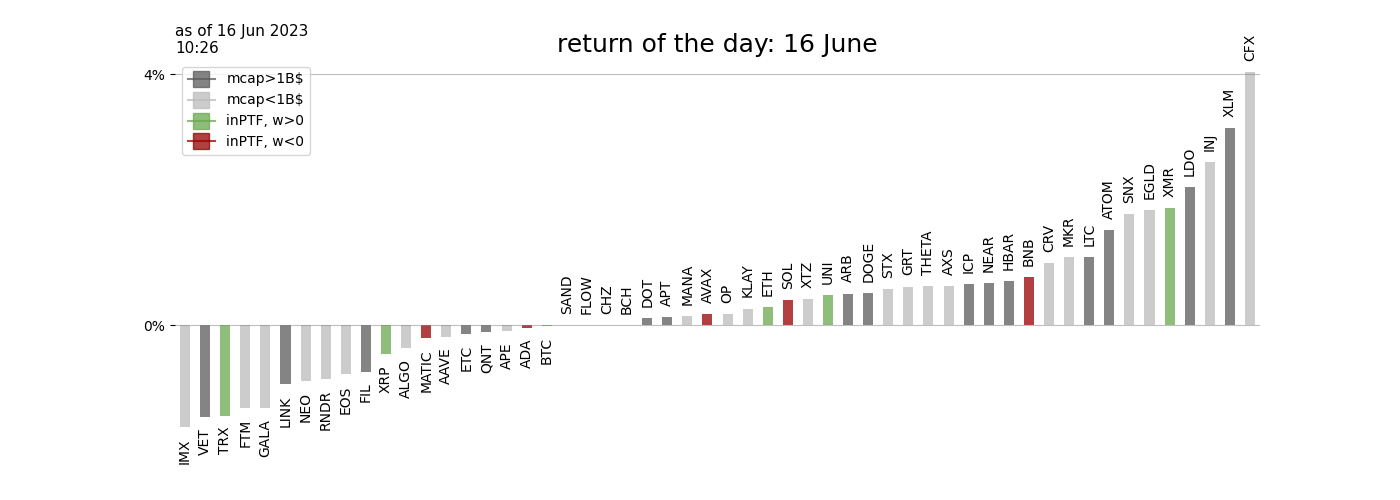 as of 16 Jun 2023
10:26
return of the day: 16 June
4%
mcap>1B$
mcap<1B$
inPTF, w>0
inPTF, w<0
0%
IMX
VET
TRX
FTM
GALA
LINK
NEO
RNDR
EOS
FIL
XRP
ALGO
MATIC
AAVE
ETC
QNT
APE
ADA
BTC
SAND
FLOW
CHZ
BCH
DOT
APT
MANA
AVAX
OP
KLAY
ETH
SOL
XTZ
UNI
ARB
DOGE
STX
GRT
THETA
AXS
ICP
NEAR
HBAR
BNB
CRV
MKR
LTC
ATOM
SNX
EGLD
XMR
LDO
INJ
XLM
CFX